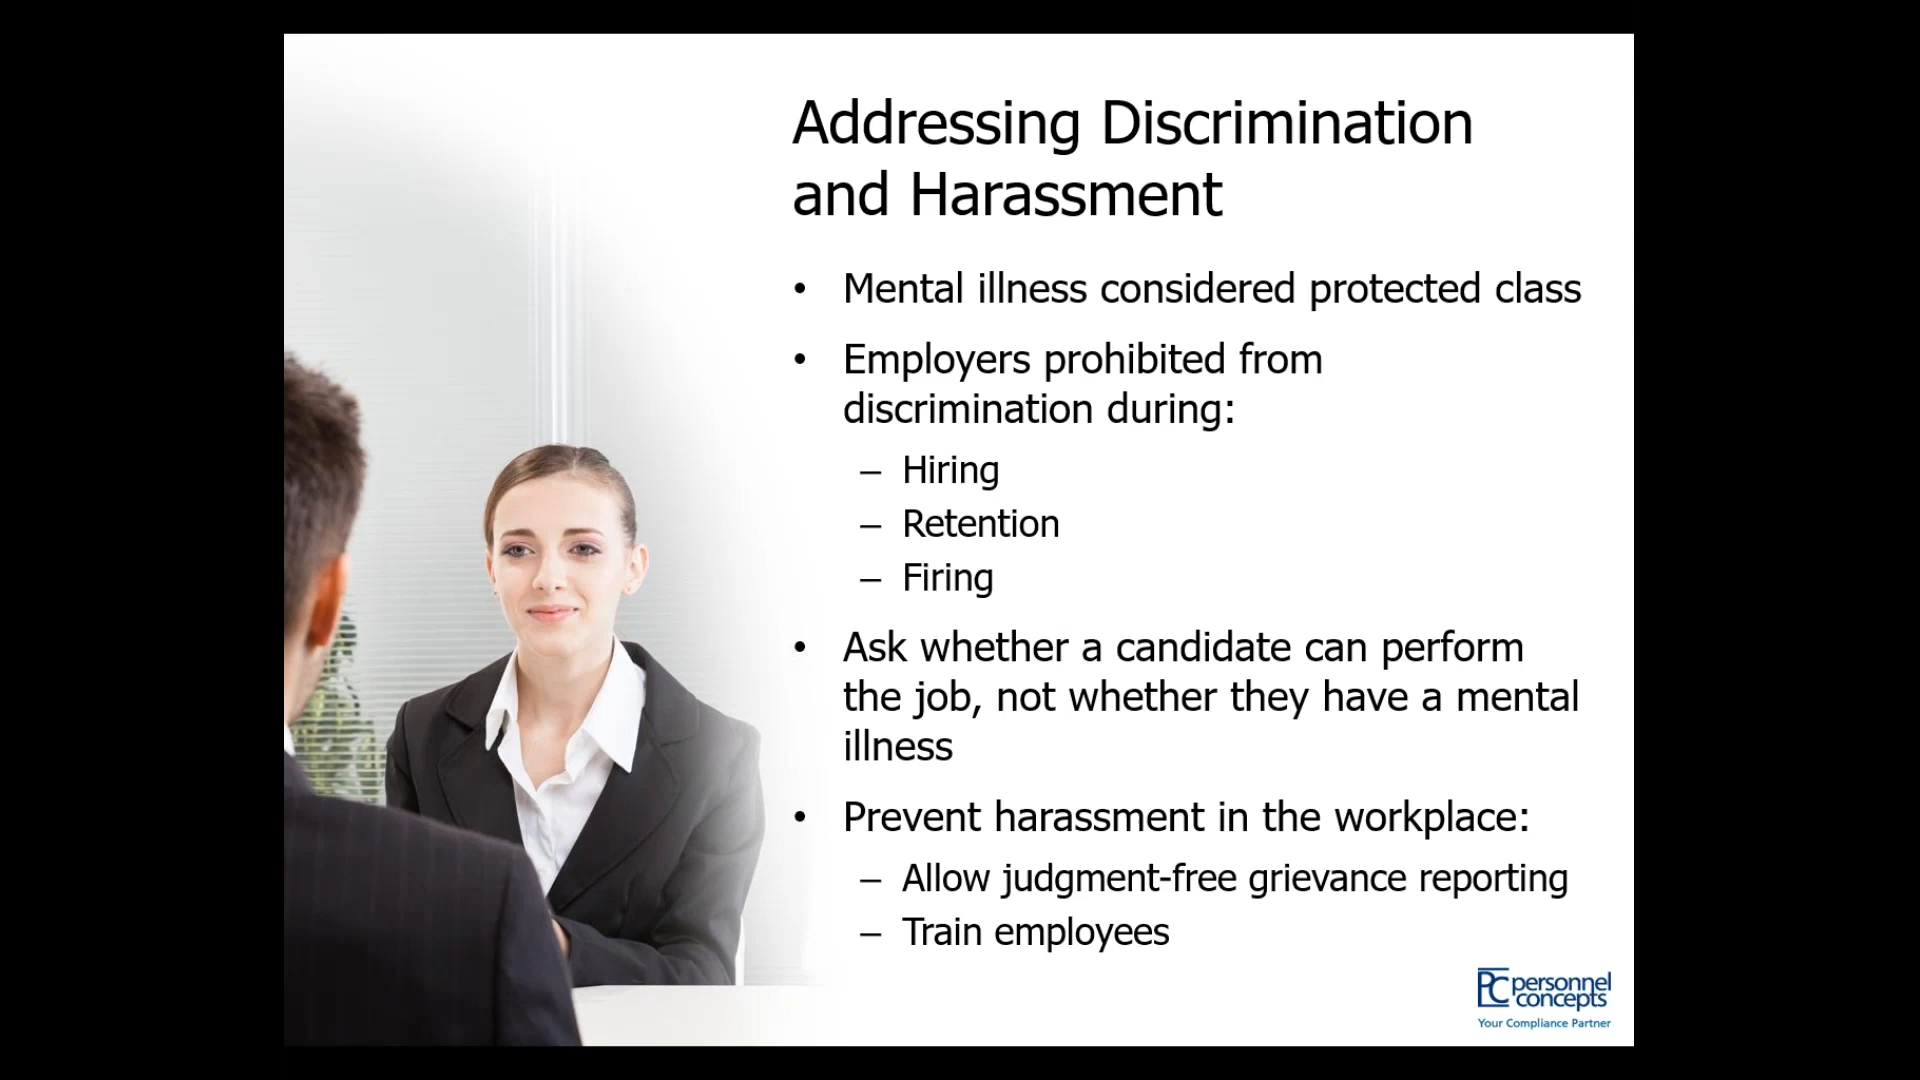 Addressing Discrimination
and Harassment
• Mental illness considered protected class
• Employers prohibited from
discrimination during:
– Hiring
– Retention
– Firing
• Ask whether a candidate can perform
the job, not whether they have a mental
illness
• Prevent harassment in the workplace:
– Allow judgment-free grievance reporting
– Train employees
PC personnel
concepts
Your Compliance Partner